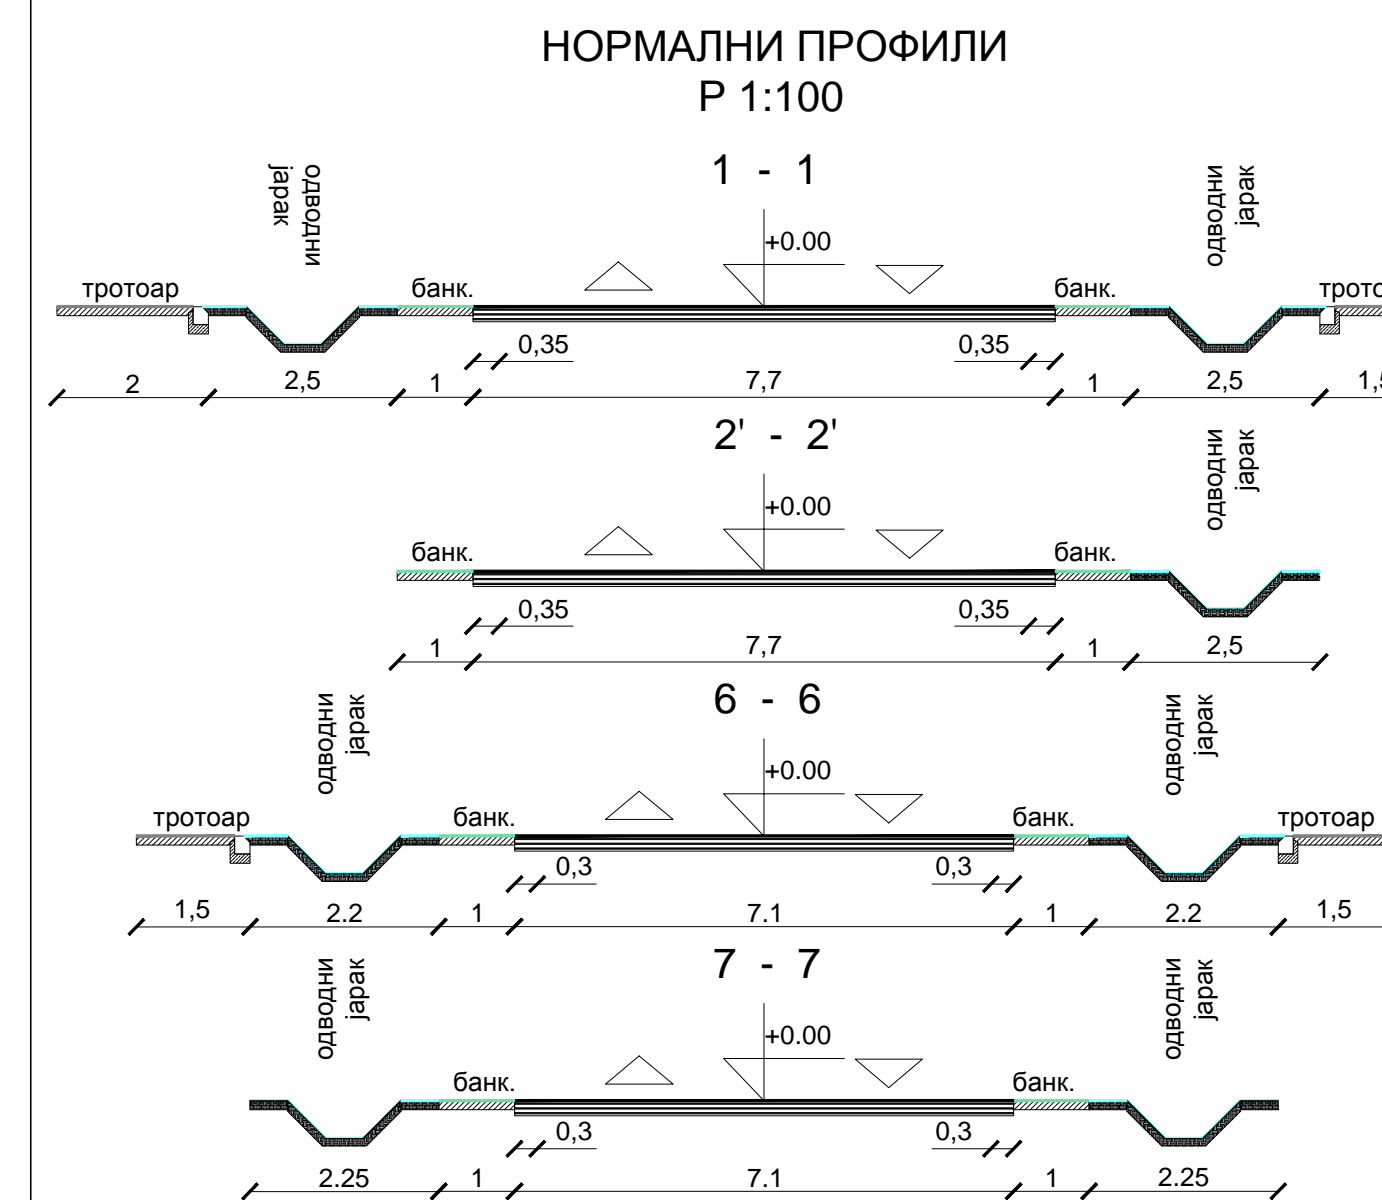 НОРМАЛНИ ПРОФИЛИ
Р 1:100
1 - 1
одводни
јарак
одводни
јарак
+0.00
тротоар
банк.
банк.
0,35
0,35
2
2,5
1
7,7
1
2,5
2' - 2'
одводни
јарак
+0.00
банк.
банк.
0,35
0,35
1
7,7
1
2,5
6 - 6
одводни
јарак
одводни
јарак
+0.00
тротоар
банк.
банк.
тротоар
0,3
0,3
1,5
2.2
1
7.1
1
2.2
1,5
7 - 7
одводни
јарак
одводни
јарак
+0.00
банк.
банк.
0,3
0,3
2.25
1
7.1
1
2.25